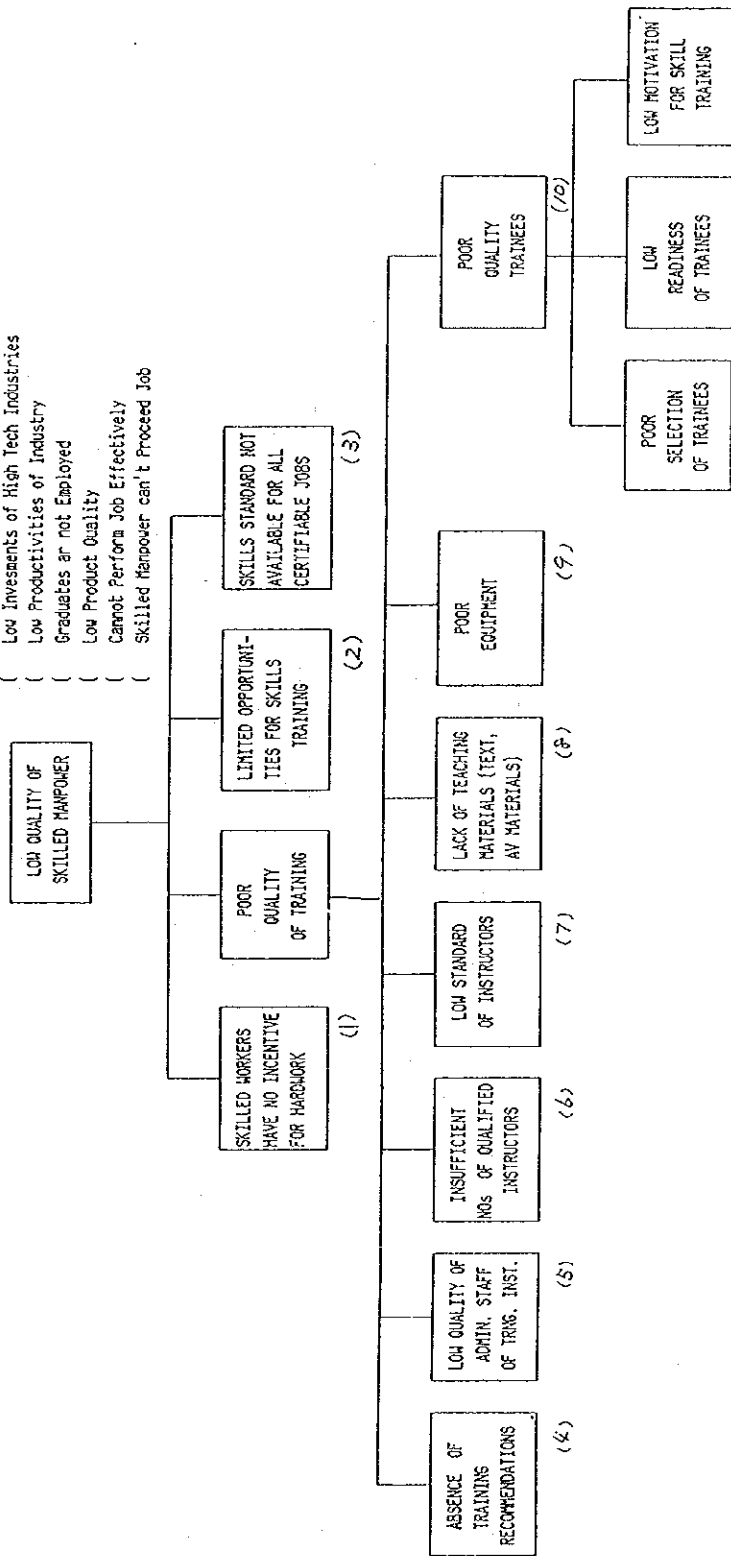 LOW QUALITY OF
SKILLED MANPOWER
( Low Invesments of High Tech Industries
( Low Productivities of Industry
( Graduates ar not Employed
( Low Product Quality
( Cannot Perform Job Effectively
( Skilled Manpower can't Proceed Job
SKILLED WORKERS
HAVE NO INCENTIVE
FOR HARDWORK
(1)
POOR
QUALITY
OF TRAINING
LIMITED OPPORTUNI-
TIES FOR SKILLS
TRAINING
(2)
SKILLS STANDARD NOT
AVAILABLE FOR ALL
CERTIFIABLE JOBS
(3)
ABSENCE OF
TRAINING
RECOMMENDATIONS
(4)
LOW QUALITY OF
ADMIN. STAFF
OF TRNG. INST.
(5)
INSUFFICIENT
NOs OF QUALIFIED
INSTRUCTORS
(6)
LOW STANDARD
OF INSTRUCTORS
(7)
LACK OF TEACHING
MATERIALS (TEXT,
AV MATERIALS)
(8)
POOR
EQUIPMENT
(9)
POOR
QUALITY
TRAINEES
(10)
POOR
SELECTION
OF TRAINEES
LOW
READINESS
OF TRAINEES
LOW MOTIVATION
FOR SKILL
TRAINING